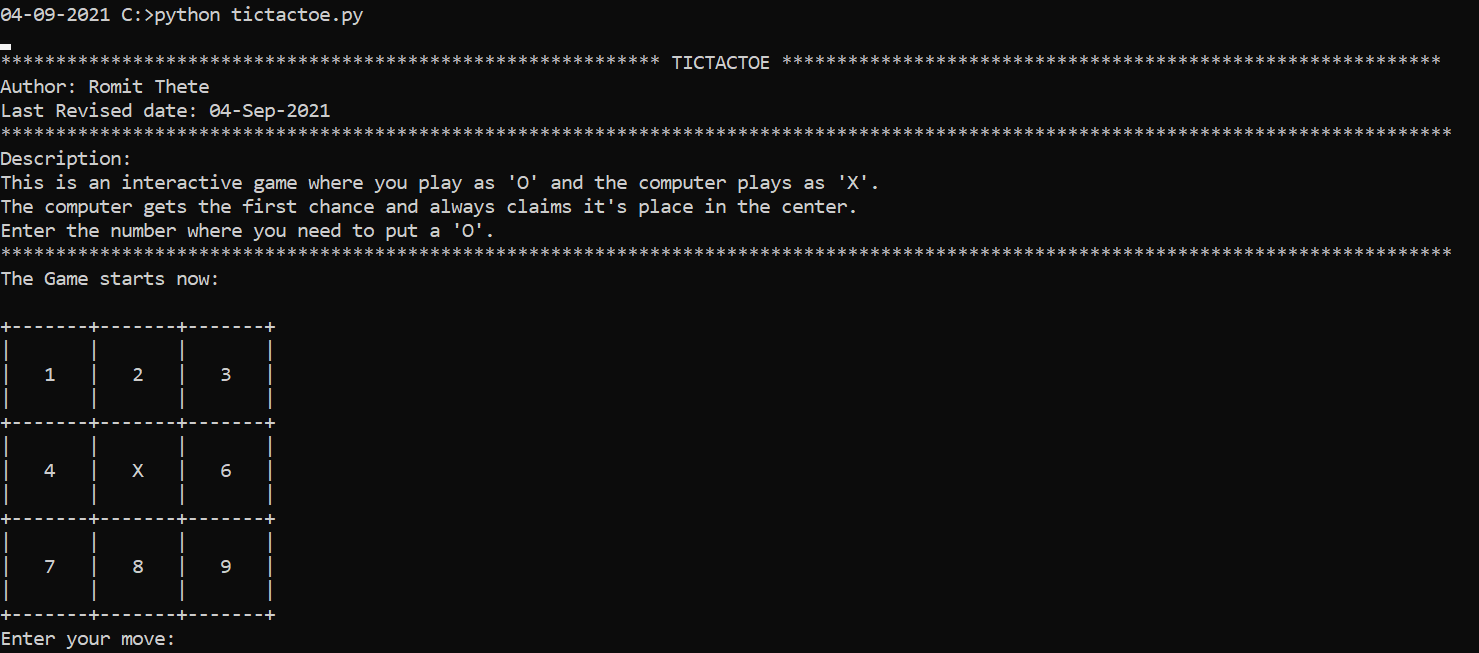 04-09-2021 C:>python tictactoe.py
************************************************************ TICTACTOE ************************************************************
Author: Romit Thete
Last Revised date: 04-Sep-2021
************************************************************************************************************************************
Description:
This is an interactive game where you play as 'O' and the computer plays as 'X'.
The computer gets the first chance and always claims it's place in the center.
Enter the number where you need to put a 'O'.
************************************************************************************************************************************
The Game starts now:
+-------+-------+-------+
|       |       |       |
|   1   |   2   |   3   |
|       |       |       |
+-------+-------+-------+
|       |       |       |
|   4   |   X   |   6   |
|       |       |       |
+-------+-------+-------+
|       |       |       |
|   7   |   8   |   9   |
|       |       |       |
+-------+-------+-------+
Enter your move: